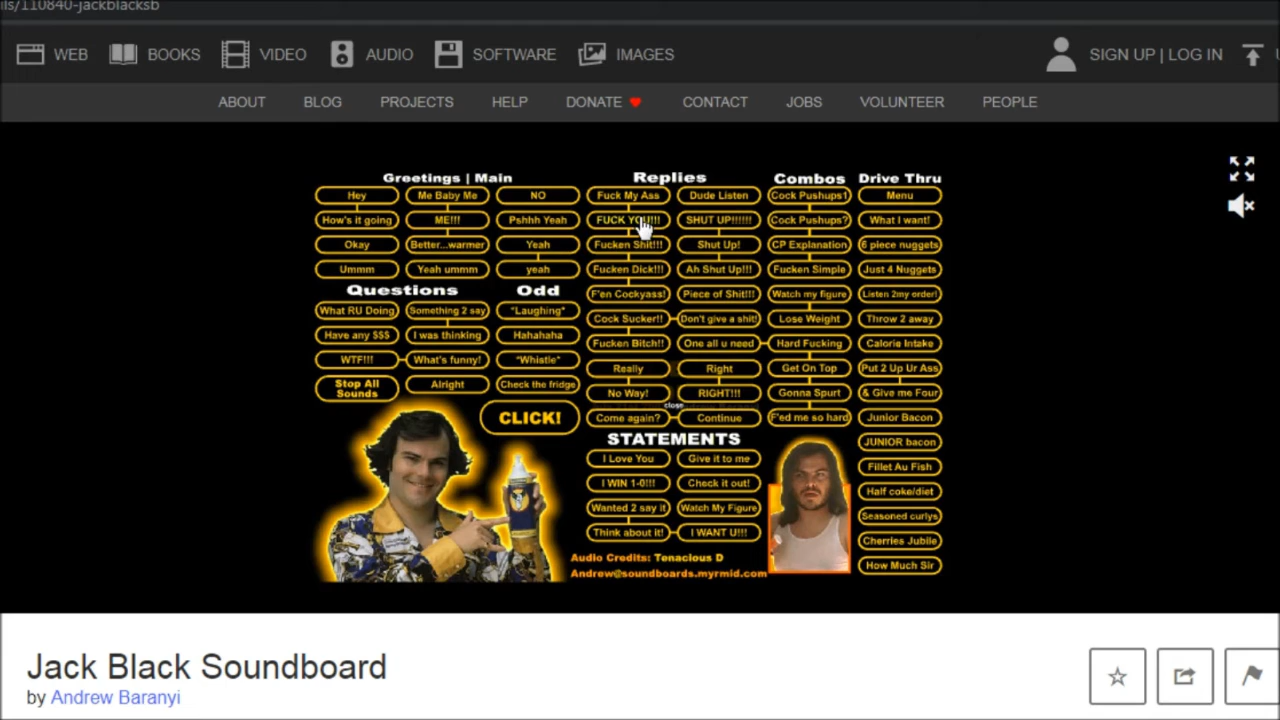 ils/110840-jackblacksb
WEB BOOKS VIDEO AUDIO SOFTWARE IMAGES SIGN UP | LOG IN
ABOUT BLOG PROJECTS HELP DONATE CONTACT JOBS VOLUNTEER PEOPLE
Greetings | Main
Hey Me Baby Me NO
How's it going ME!!! Pshhh Yeah
Okay Better...warmer Yeah
Ummm Yeah ummm yeah
Questions Odd
What RU Doing Something 2 say *Laughing*
Have any $$$ I was thinking Hahahaha
WTF!!! What's funny! *Whistle*
Stop All
Sounds
Alright Check the fridge
CLICK!
Replies
Fuck My Ass Dude Listen
FUCK YOU!!! SHUT UP!!!!!!
Fucken Shit!!! Shut Up!
Fucken Dick!!! Ah Shut Up!!!
F'en Cockyass! Piece of Shit!!!
Cock Sucker!! Don't give a shit!
Fucken Bitch!! One all u need
Really Right
No Way! RIGHT!!!
close
Come again? Continue
STATEMENTS
I Love You Give it to me
I WIN 1-0!!! Check it out!
Wanted 2 say it Watch My Figure
Think about it! I WANT U!!!
Audio Credits: Tenacious D
Andrew@soundboards.myrmid.com
Combos
Cock Pushups1
Cock Pushups?
CP Explanation
Fucken Simple
Watch my figure
Lose Weight
Hard Fucking
Get On Top
Gonna Spurt
F'ed me so hard
Drive Thru
Menu
What I want!
6 piece nuggets
Just 4 Nuggets
Listen 2my order!
Throw 2 away
Calorie Intake
Put 2 Up Ur Ass
& Give me Four
Junior Bacon
JUNIOR bacon
Fillet Au Fish
Half coke/diet
Seasoned curlys
Cherries Jubile
How Much Sir
Jack Black Soundboard
by Andrew Baranyi